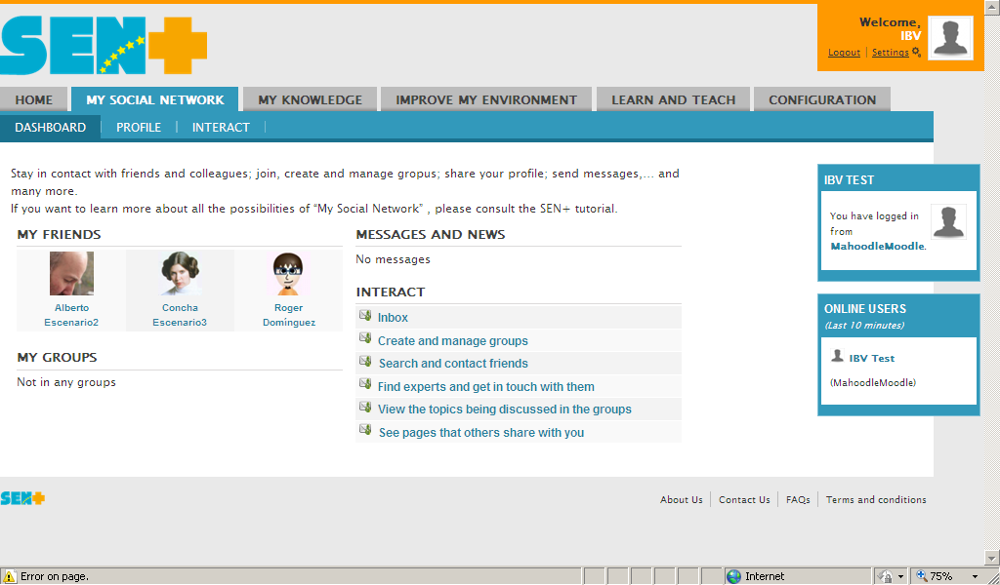 SEN+
Welcome,
IBV
Logout | Settings
HOME
MY SOCIAL NETWORK
MY KNOWLEDGE
IMPROVE MY ENVIRONMENT
LEARN AND TEACH
CONFIGURATION
DASHBOARD
PROFILE
INTERACT
Stay in contact with friends and colleagues; join, create and manage gropus; share your profile; send messages,... and
many more.
If you want to learn more about all the possibilities of “My Social Network” , please consult the SEN+ tutorial.
MY FRIENDS
Alberto
Escenario2
Concha
Escenario3
Roger
Domínguez
MY GROUPS
Not in any groups
MESSAGES AND NEWS
No messages
INTERACT
Inbox
Create and manage groups
Search and contact friends
Find experts and get in touch with them
View the topics being discussed in the groups
See pages that others share with you
IBV TEST
You have logged in
from
MahoodleMoodle.
ONLINE USERS
(Last 10 minutes)
IBV Test
(MahoodleMoodle)
SEN+
About Us | Contact Us | FAQs | Terms and conditions
Error on page.
Internet
75%